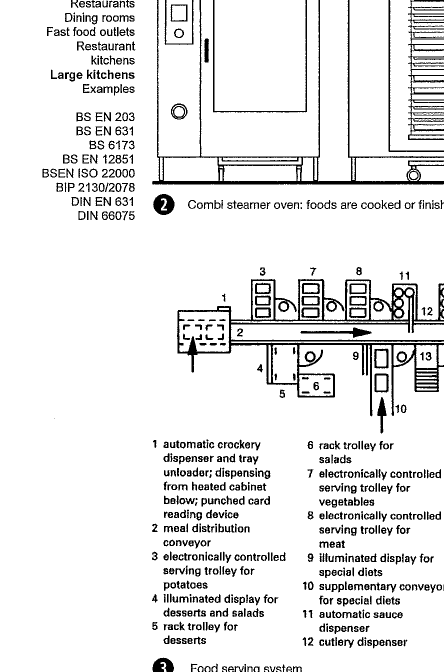 Restaurants
Dining rooms
Fast food outlets
Restaurant
kitchens
Large kitchens
Examples
BS EN 203
BS EN 631
BS 6173
BS EN 12851
BSEN ISO 22000
BIP 2130/2078
DIN EN 631
DIN 66075
2 Combi steamer oven: foods are cooked or finish
3 7 8 11
1
12
2
4
9
13
5
6
10
1 automatic crockery
dispenser and tray
unloader; dispensing
from heated cabinet
below; punched card
reading device
2 meal distribution
conveyor
3 electronically controlled
serving trolley for
potatoes
4 illuminated display for
desserts and salads
5 rack trolley for
desserts
6 rack trolley for
salads
7 electronically controlled
serving trolley for
vegetables
8 electronically controlled
serving trolley for
meat
9 illuminated display for
special diets
10 supplementary conveyor
for special diets
11 automatic sauce
dispenser
12 cutlery dispenser
3 Food serving system